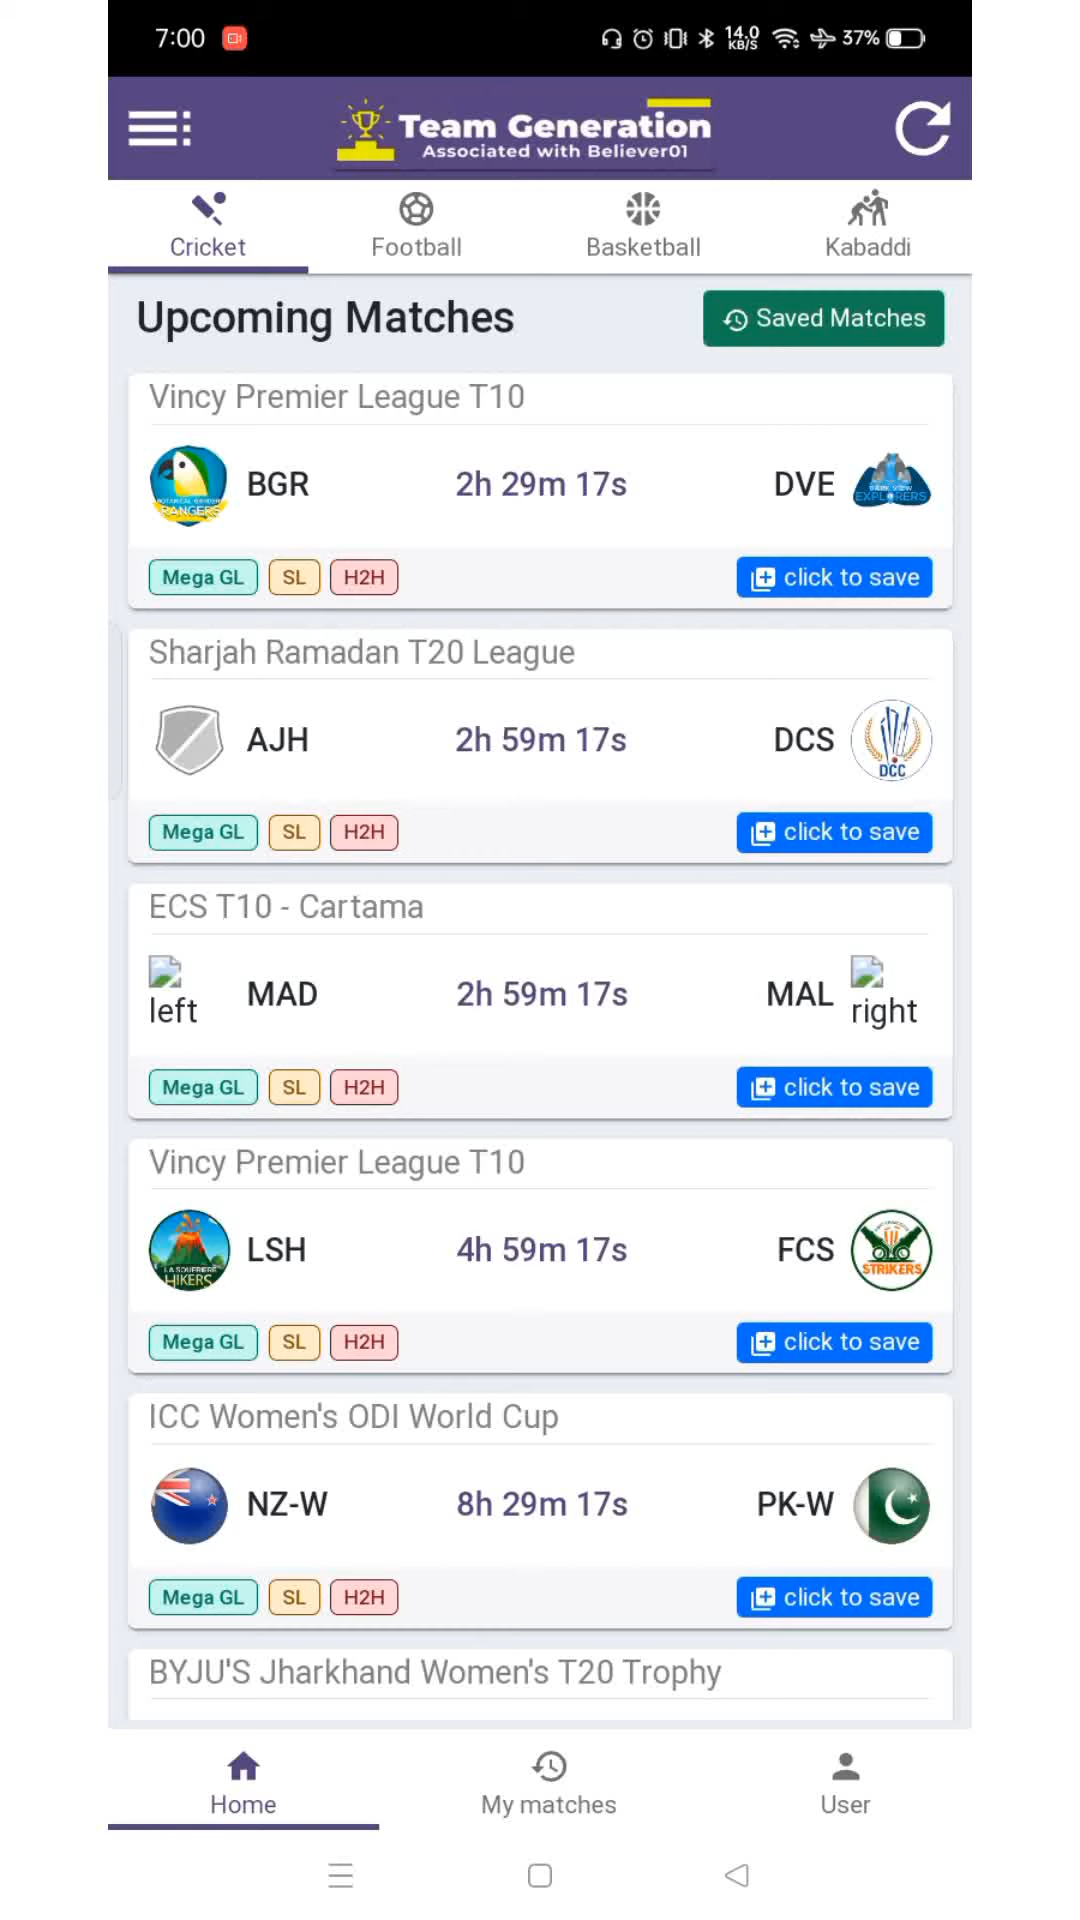 7:00 14.0 KB/S 37%
Team Generation
Associated with Believer01
Cricket Football Basketball Kabaddi
Upcoming Matches Saved Matches
Vincy Premier League T10
BGR 2h 29m 17s DVE
RANGERS EXPLORERS
Mega GL SL H2H click to save
Sharjah Ramadan T20 League
AJH 2h 59m 17s DCS
DCC
Mega GL SL H2H click to save
ECS T10 - Cartama
left MAD 2h 59m 17s MAL right
Mega GL SL H2H click to save
Vincy Premier League T10
LSH 4h 59m 17s FCS
LA SOUFRIERE
HIKERS STRIKERS
Mega GL SL H2H click to save
ICC Women's ODI World Cup
NZ-W 8h 29m 17s PK-W
Mega GL SL H2H click to save
BYJU'S Jharkhand Women's T20 Trophy
Home My matches User